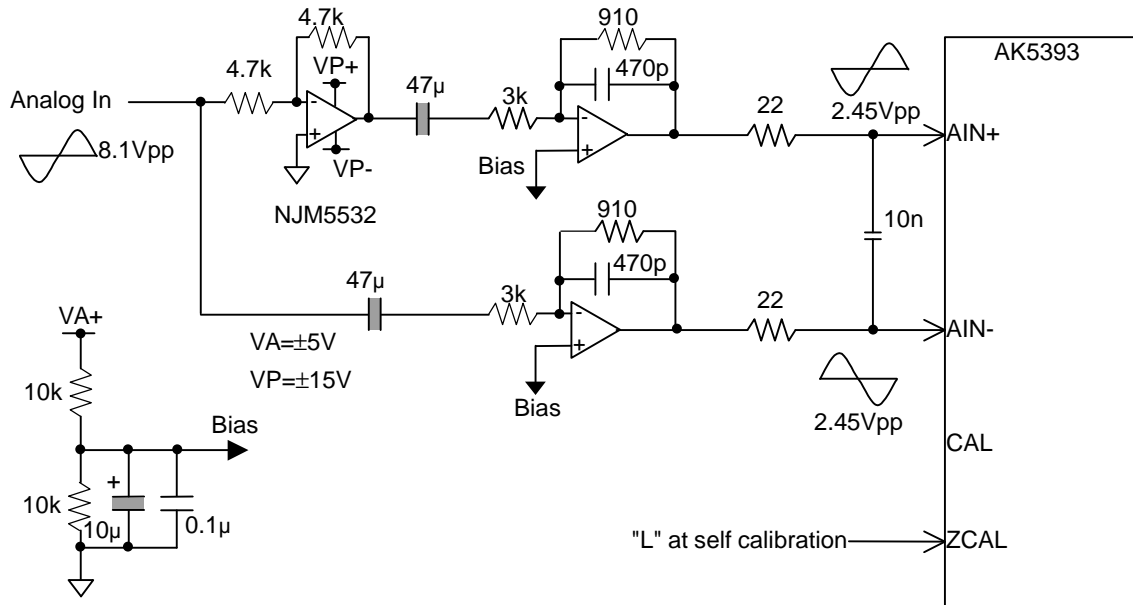 4.7k
910
AK5393
VP+
470p
4.7k
47µ
3k
22
2.45Vpp
Analog In
-
+
-
+
AIN+
8.1Vpp
VP-
Bias
NJM5532
910
10n
470p
47µ
3k
22
VA+
-
+
AIN-
VA=±5V
VP=±15V
10k
Bias
Bias
2.45Vpp
CAL
+
10k
10µ
0.1µ
"L" at self calibration
ZCAL